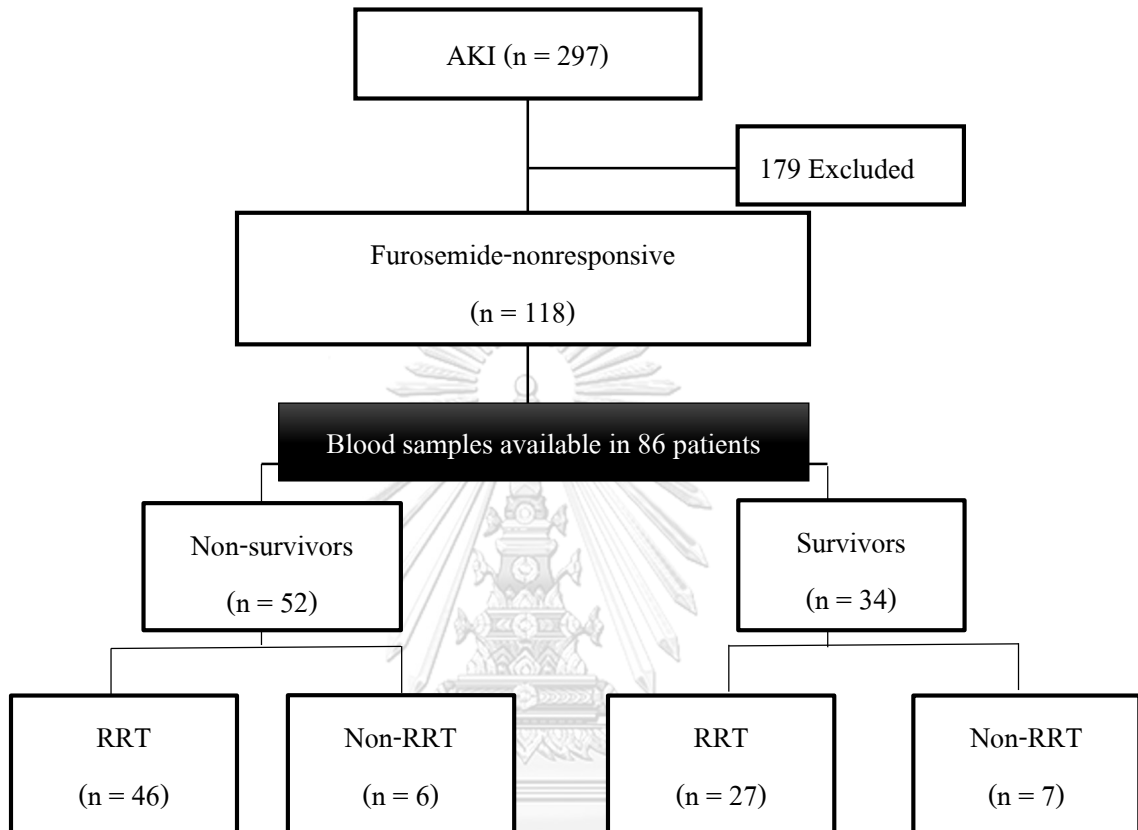 AKI (n = 297)
179 Excluded
Furosemide-nonresponsive
(n = 118)
Blood samples available in 86 patients
Non-survivors
(n = 52)
Survivors
(n = 34)
RRT
(n = 46)
Non-RRT
(n = 6)
RRT
(n = 27)
Non-RRT
(n = 7)